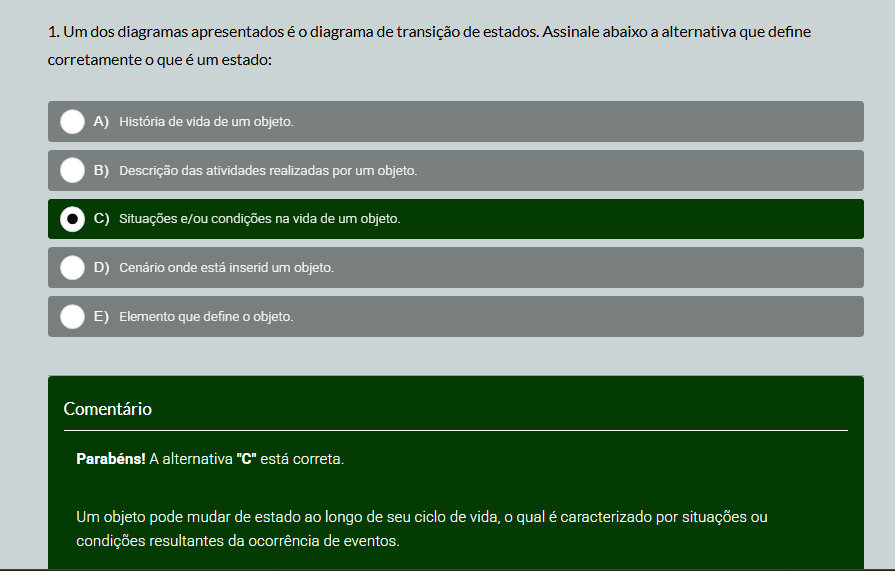 1. Um dos diagramas apresentados é o diagrama de transição de estados. Assinale abaixo a alternativa que define
corretamente o que é um estado:
A) História de vida de um objeto.
B) Descrição das atividades realizadas por um objeto.
C) Situações e/ou condições na vida de um objeto.
D) Cenário onde está inserid um objeto.
E) Elemento que define o objeto.
Comentário
Parabéns! A alternativa "C" está correta.
Um objeto pode mudar de estado ao longo de seu ciclo de vida, o qual é caracterizado por situações ou
condições resultantes da ocorrência de eventos.